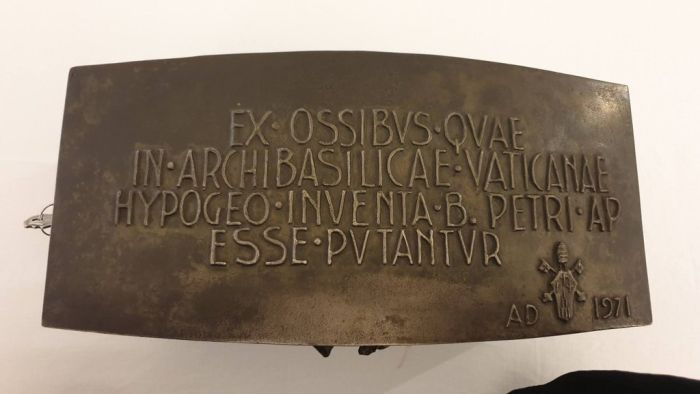 EX · OSSIBVS · QVAE
IN · ARCHIBASILICAE · VATICANAE
HYPOGEO · INVENTA · B. PETRI · AP
ESSE · PVTANTVR
AD 1971